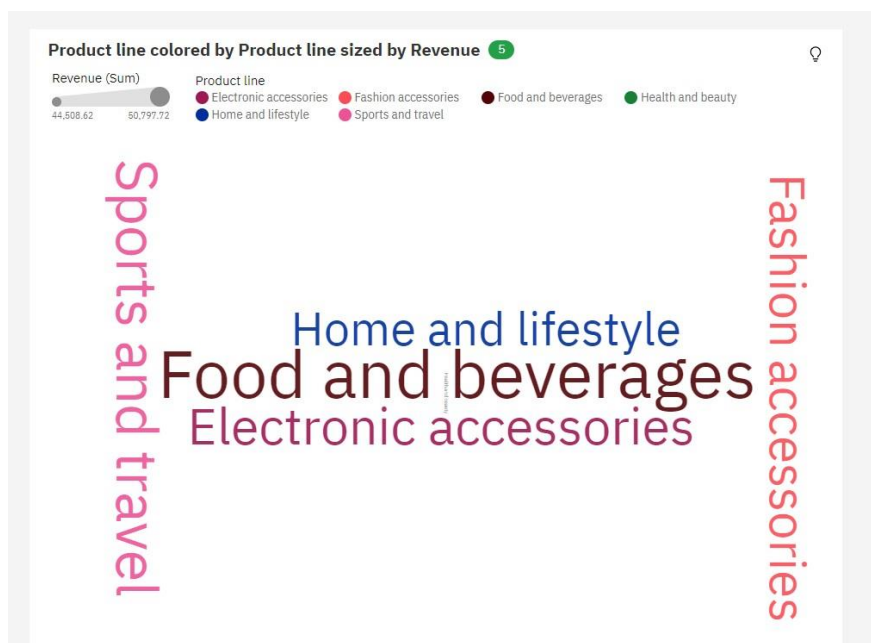 Product line colored by Product line sized by Revenue 5
Revenue (Sum)
44,508.62 50,797.72
Product line
Electronic accessories Fashion accessories Food and beverages Health and beauty
Home and lifestyle Sports and travel
Sports and travel
Home and lifestyle
Food and beverages
Electronic accessories
Fashion accessories